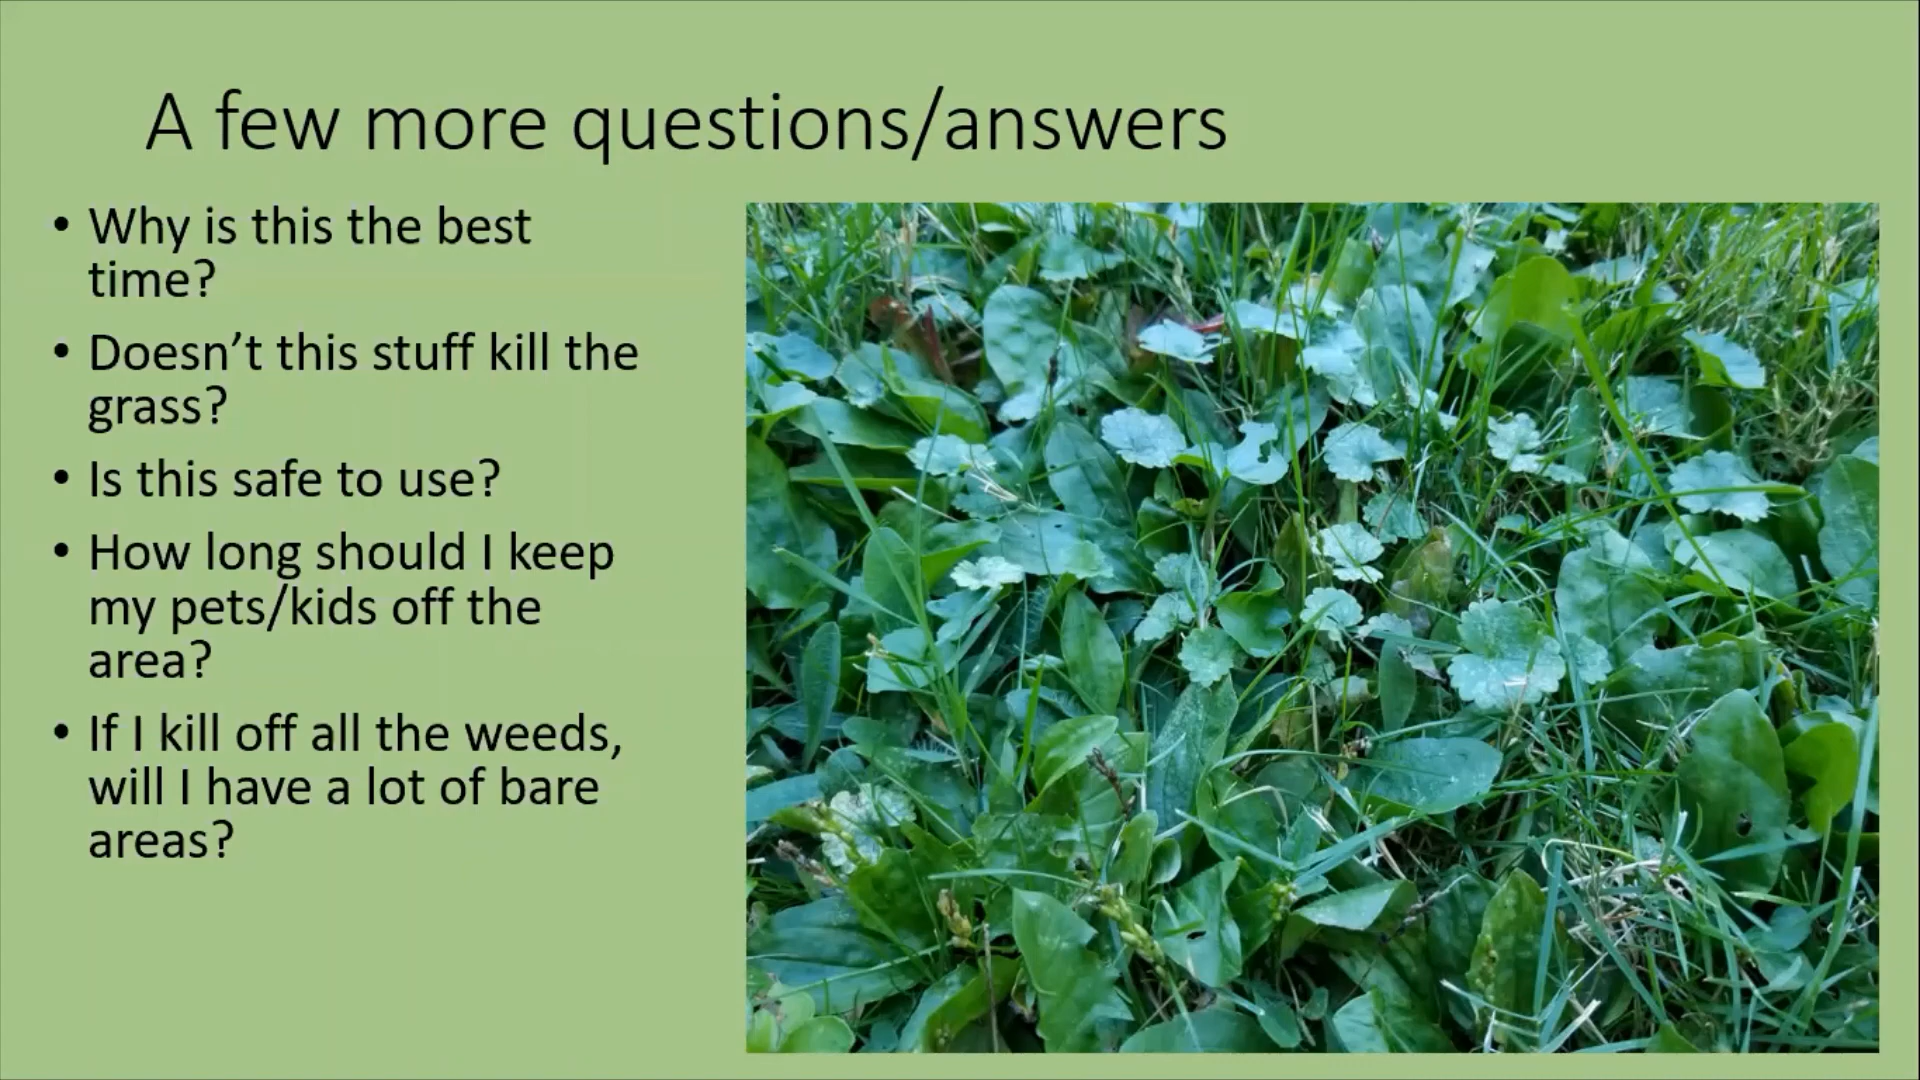 A few more questions/answers
• Why is this the best
time?
• Doesn’t this stuff kill the
grass?
• Is this safe to use?
• How long should I keep
my pets/kids off the
area?
• If I kill off all the weeds,
will I have a lot of bare
areas?